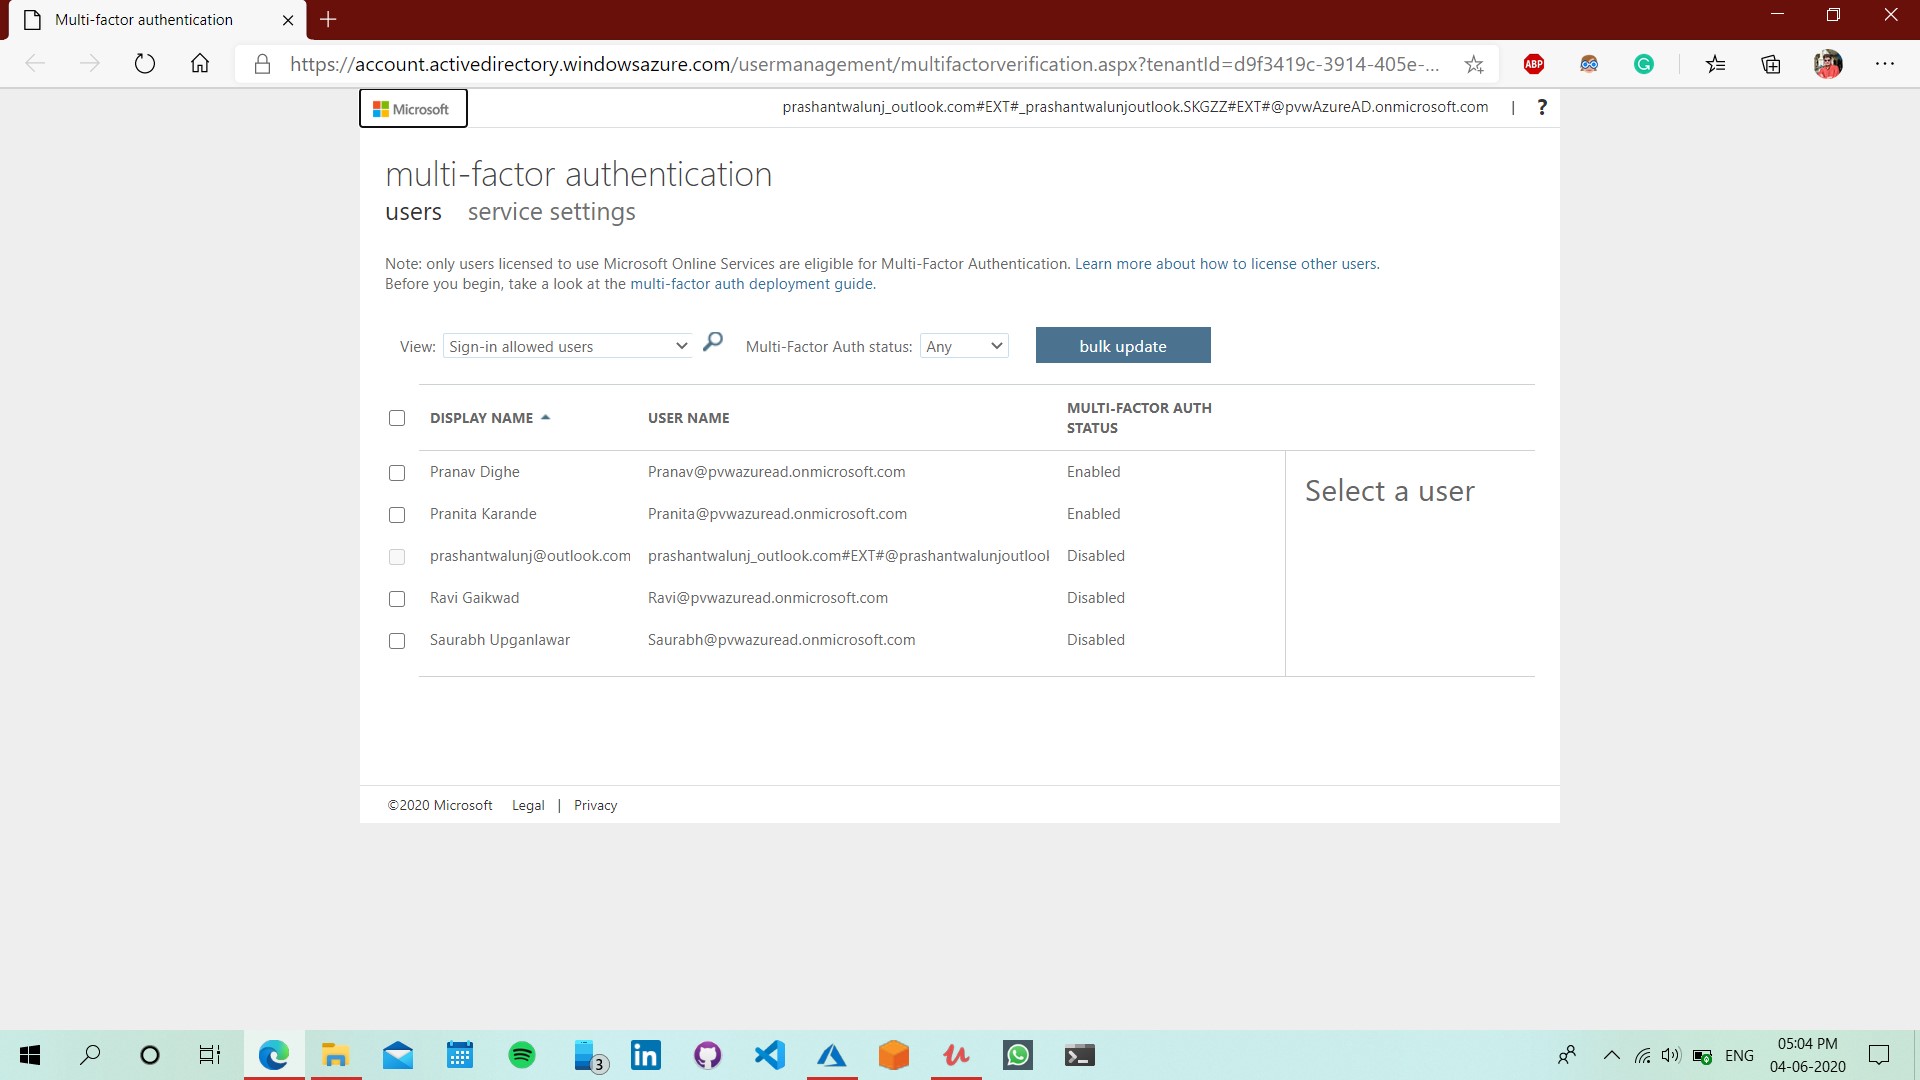 Multi-factor authentication
https://account.activedirectory.windowsazure.com/usermanagement/multifactorverification.aspx?tenantId=d9f3419c-3914-405e-...
ABP
Microsoft
prashantwalunj_outlook.com#EXT#_prashantwalunjoutlook.SKGZZ#EXT#@pvwAzureAD.onmicrosoft.com | ?
multi-factor authentication
users service settings
Note: only users licensed to use Microsoft Online Services are eligible for Multi-Factor Authentication. Learn more about how to license other users.
Before you begin, take a look at the multi-factor auth deployment guide.
View: Sign-in allowed users Multi-Factor Auth status: Any bulk update
DISPLAY NAME USER NAME MULTI-FACTOR AUTH
STATUS
Pranav Dighe Pranav@pvwazuread.onmicrosoft.com Enabled
Select a user
Pranita Karande Pranita@pvwazuread.onmicrosoft.com Enabled
prashantwalunj@outlook.com prashantwalunj_outlook.com#EXT#@prashantwalunjoutlool Disabled
Ravi Gaikwad Ravi@pvwazuread.onmicrosoft.com Disabled
Saurabh Upganlawar Saurabh@pvwazuread.onmicrosoft.com Disabled
©2020 Microsoft Legal | Privacy
3
in
ENG
05:04 PM
04-06-2020